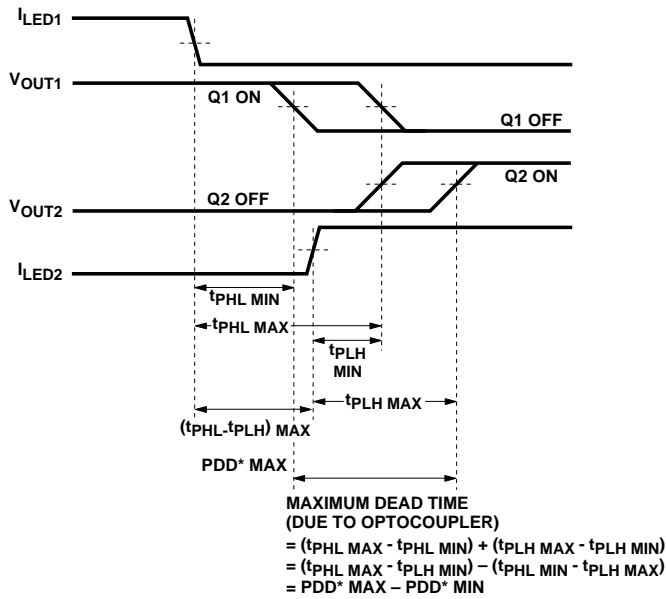 ILED1
VOUT1
Q1 ON
Q1 OFF
Q2 ON
Q2 OFF
VOUT2
ILED2
tPHL MIN
tPHL MAX
tPLH
MIN
tPLH MAX
(tPHL-tPLH) MAX
PDD* MAX
MAXIMUM DEAD TIME
(DUE TO OPTOCOUPLER)
= (tPHL MAX - tPHL MIN) + (tPLH MAX - tPLH MIN)
= (tPHL MAX - tPLH MIN) – (tPHL MIN - tPLH MAX)
= PDD* MAX – PDD* MIN